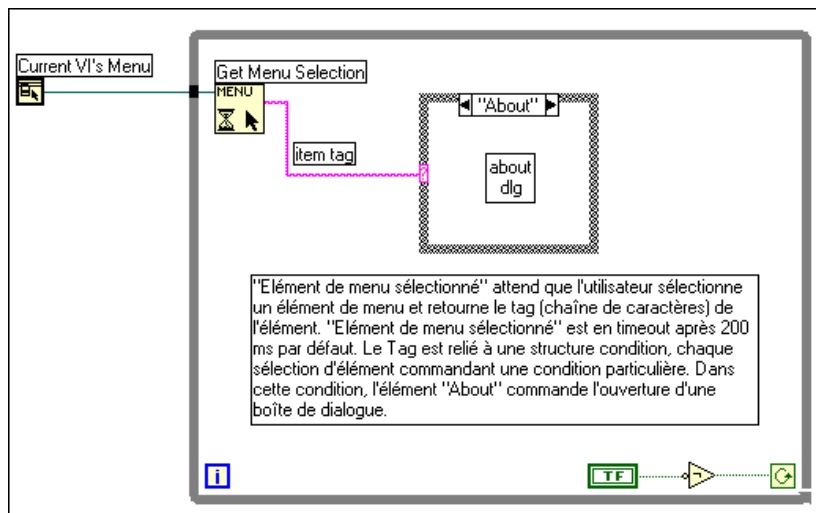 Current VI's Menu
Get Menu Selection
MENU
"About"
item tag
about
dlg
"Elément de menu sélectionné" attend que l'utilisateur sélectionne
un élément de menu et retourne le tag (chaîne de caractères) de
l'élément. "Elément de menu sélectionné" est en timeout après 200
ms par défaut. Le Tag est relié à une structure condition, chaque
sélection d'élément commandant une condition particulière. Dans
cette condition, l'élément "About" commande l'ouverture d'une
boîte de dialogue.
i
TF